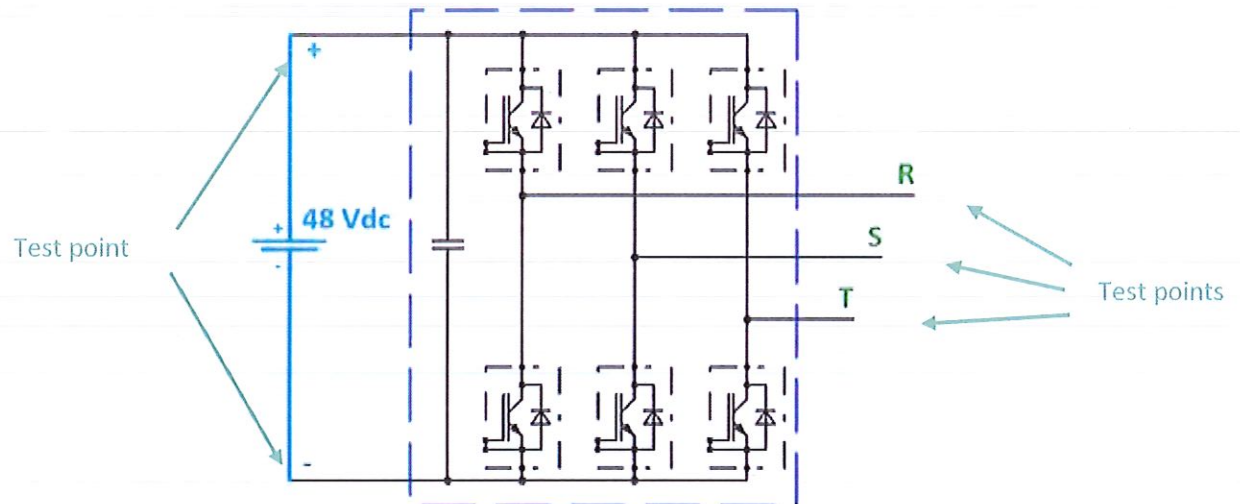 +
R
+ 48 Vdc
Test point
-
S
T
Test points
-